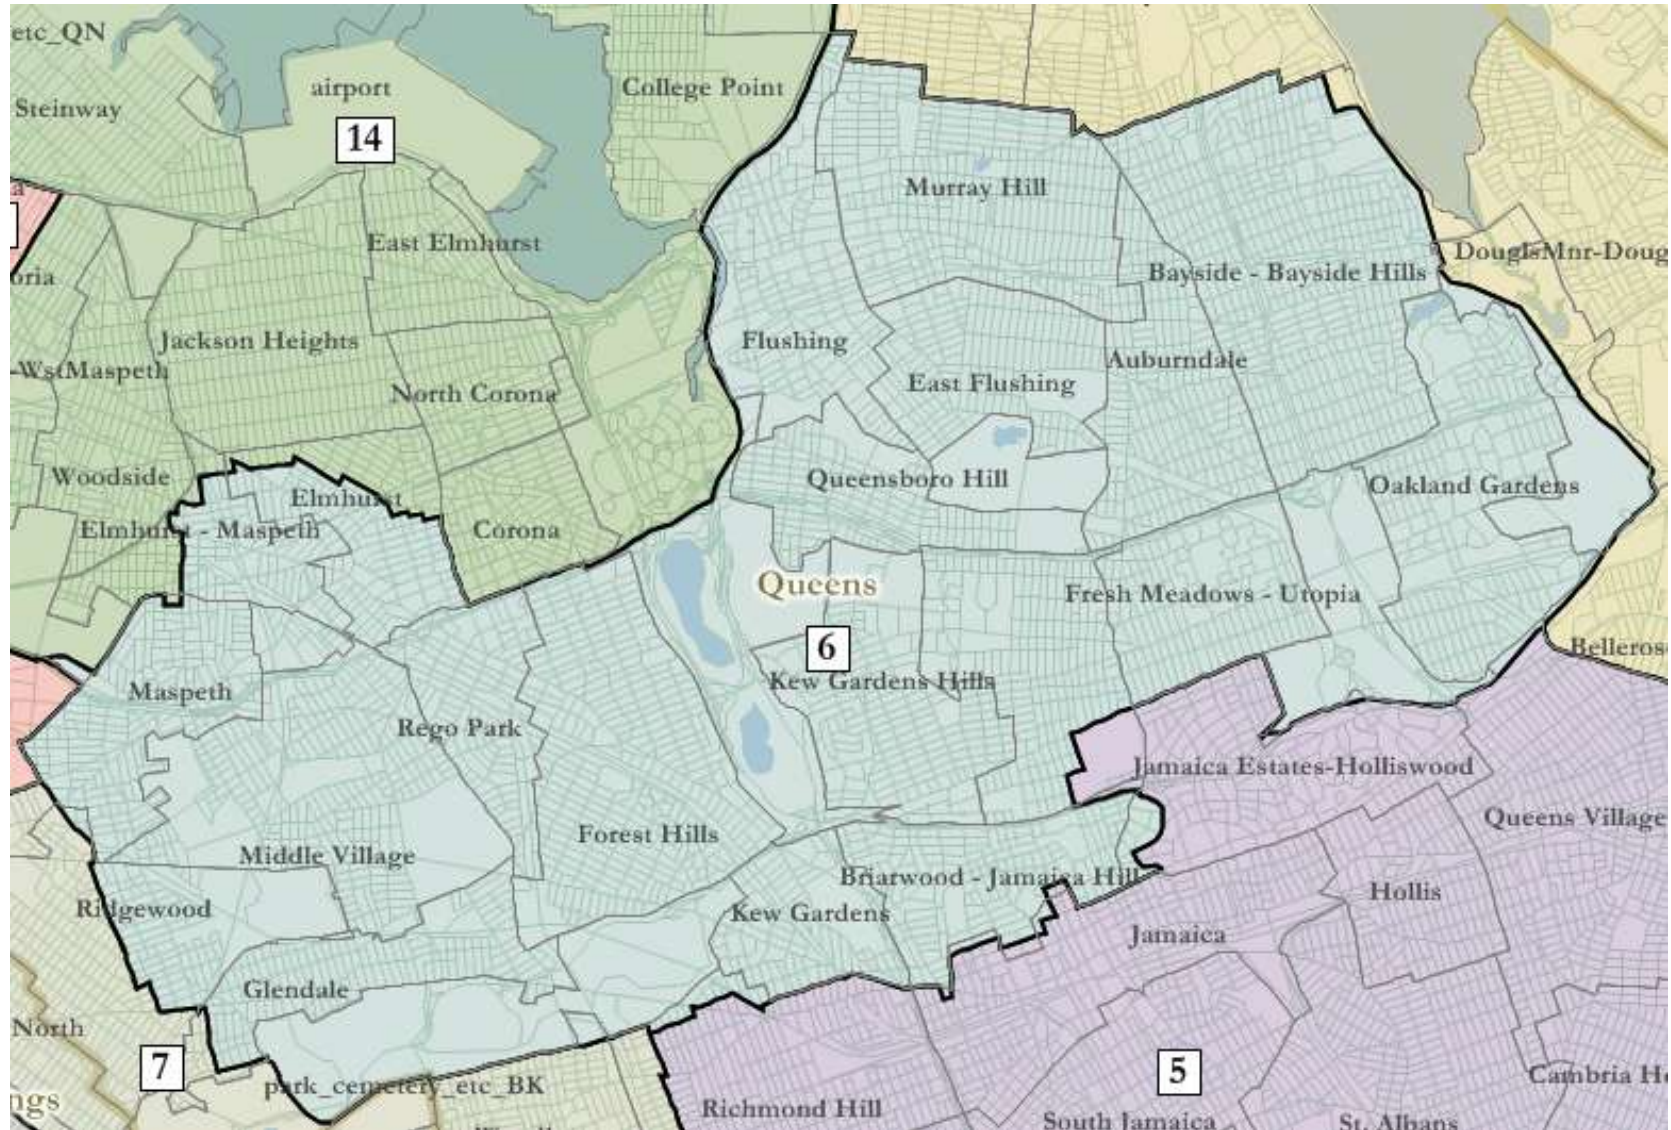 etc_QN
airport
College Point
Steinway
14
Murray Hill
East Elmhurst
DouglsMnr-Doug
Bayside - Bayside Hills
oria
Jackson Heights
Flushing
-WstMaspeth
Auburndale
East Flushing
North Corona
Woodside
Queensboro Hill
Oakland Gardens
Elmhurst
Elmhurst - Maspeth
Corona
Queens
Fresh Meadows - Utopia
6
Belleros
Kew Gardens Hills
Maspeth
Rego Park
Jamaica Estates-Holliswood
Queens Village
Forest Hills
Middle Village
Briarwood - Jamaica Hill
Hollis
Ridgewood
Kew Gardens
Jamaica
Glendale
North
7
5
Cambria He
park_cemetery_etc_BK
ngs
Richmond Hill
South Jamaica
St. Albans